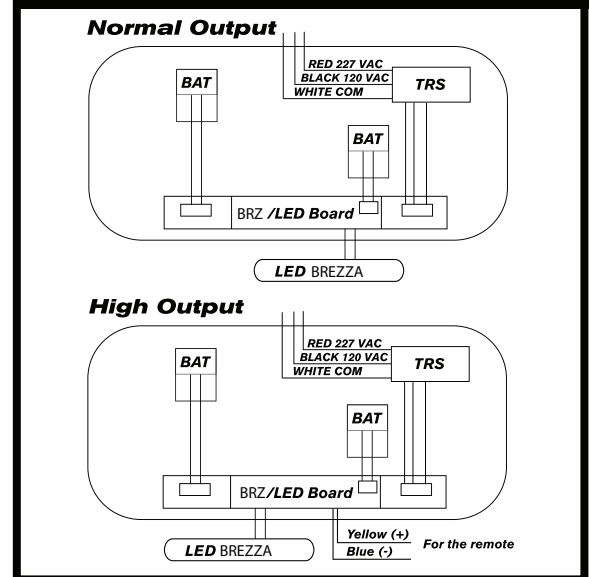 Normal Output
RED 227 VAC
BLACK 120 VAC
WHITE COM
TRS
BAT
BAT
BRZ /LED Board
LED BREZZA
High Output
RED 227 VAC
BLACK 120 VAC
WHITE COM
TRS
BAT
BAT
BRZ/LED Board
LED BREZZA
Yellow (+)
Blue (-)
For the remote